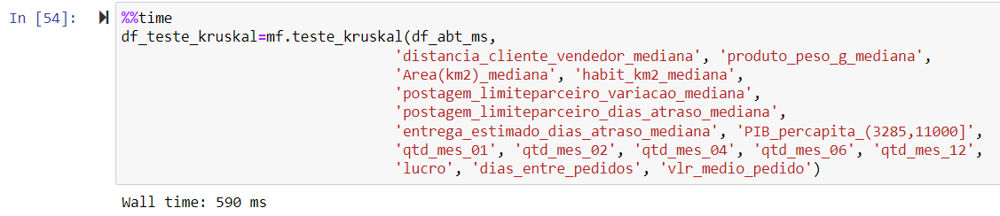 In [54]:
%%time
df_teste_kruskal=mf.teste_kruskal(df_abt_ms,
'distancia_cliente_vendedor_mediana', 'produto_peso_g_mediana',
'Area(km2)_mediana', 'habit_km2_mediana',
'postagem_limiteparceiro_variacao_mediana',
'postagem_limiteparceiro_dias_atraso_mediana',
'entrega_estimado_dias_atraso_mediana', 'PIB_percapita_(3285,11000]',
'qtd_mes_01', 'qtd_mes_02', 'qtd_mes_04', 'qtd_mes_06', 'qtd_mes_12',
'lucro', 'dias_entre_pedidos', 'vlr_medio_pedido')
Wall time: 590 ms